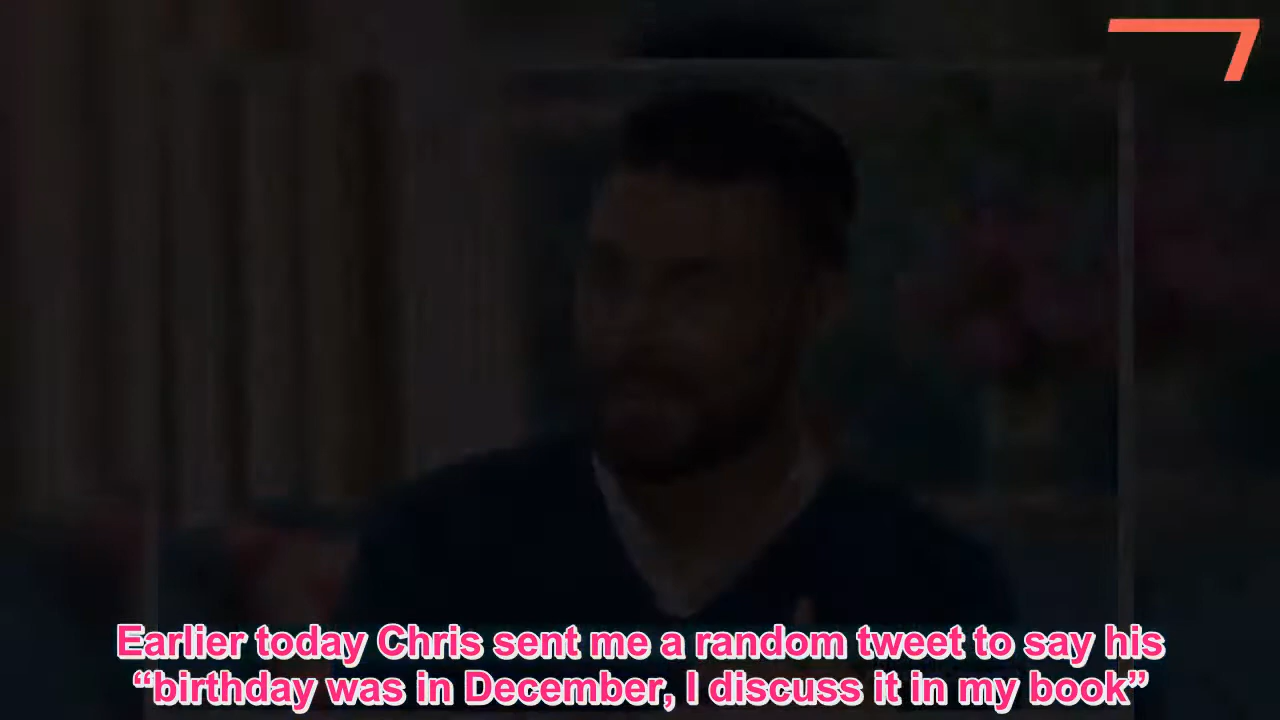 Earlier today Chris sent me a random tweet to say his
“birthday was in December, I discuss it in my book”